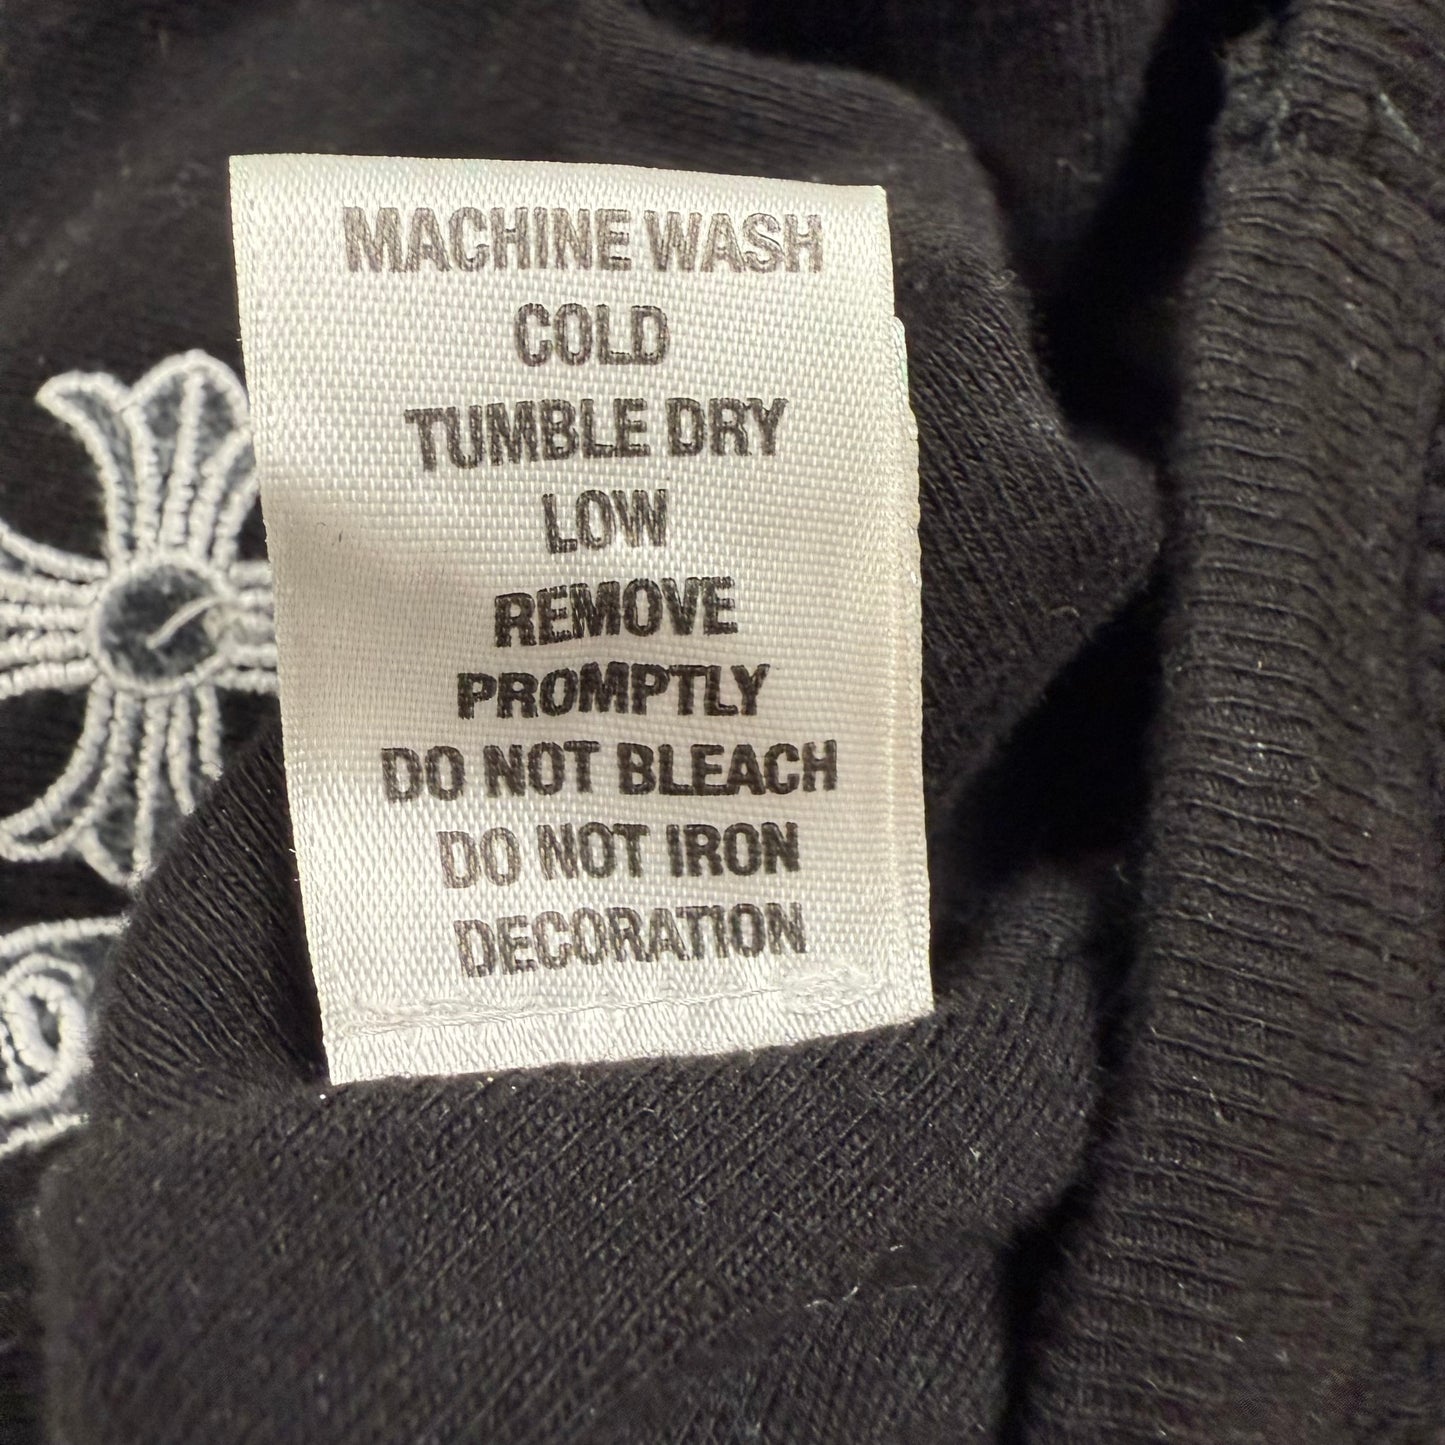 MACHINE WASH
COLD
TUMBLE DRY
LOW
REMOVE
PROMPTLY
DO NOT BLEACH
DO NOT IRON
DECORATION